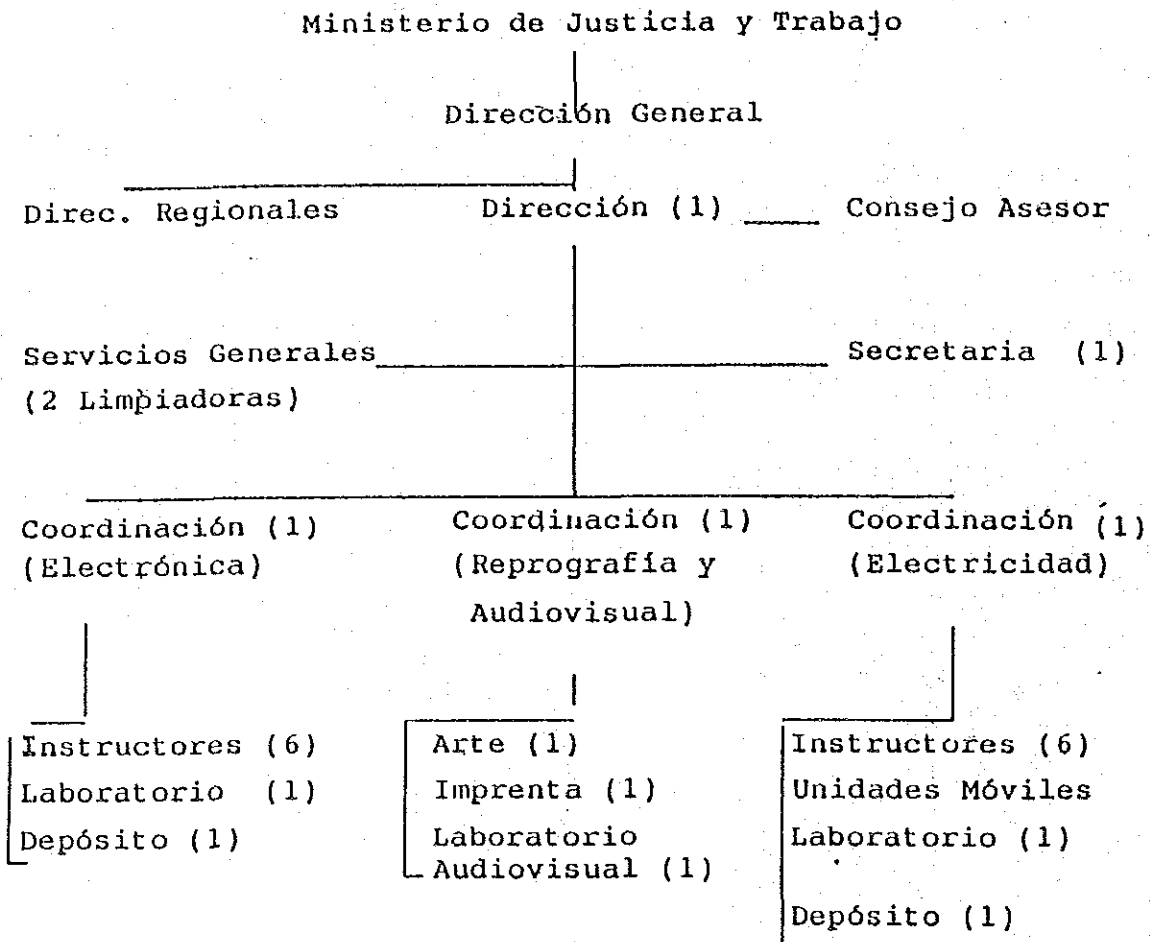 Ministerio de Justicia y Trabajo
Dirección General
Direc. Regionales
Dirección (1)
Consejo Asesor
Servicios Generales
(2 Limpiadoras)
Secretaria (1)
Coordinación (1)
(Electrónica)
Coordinación (1)
(Reprografía y
Audiovisual)
Coordinación (1)
(Electricidad)
Instructores (6)
Laboratorio (1)
Depósito (1)
Arte (1)
Imprenta (1)
Laboratorio
Audiovisual (1)
Instructores (6)
Unidades Móviles
Laboratorio (1)
Depósito (1)